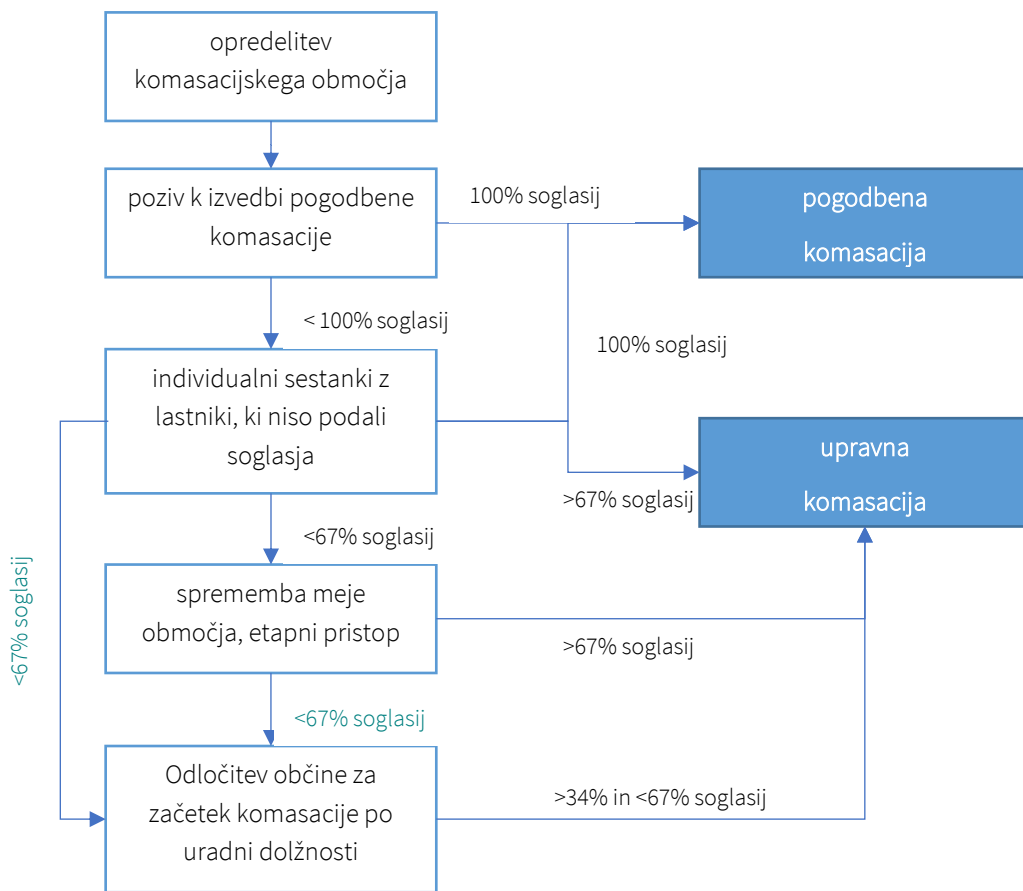 opredelitev
komasacijskega območja
poziv k izvedbi pogodbene
komasacije
100% soglasij
pogodbena
komasacija
< 100% soglasij
100% soglasij
individualni sestanki z
lastniki, ki niso podali
soglasja
upravna
komasacija
>67% soglasij
<67% soglasij
<67% soglasij
sprememba meje
območja, etapni pristop
>67% soglasij
<67% soglasij
Odločitev občine za
začetek komasacije po
uradni dolžnosti
>34% in <67% soglasij